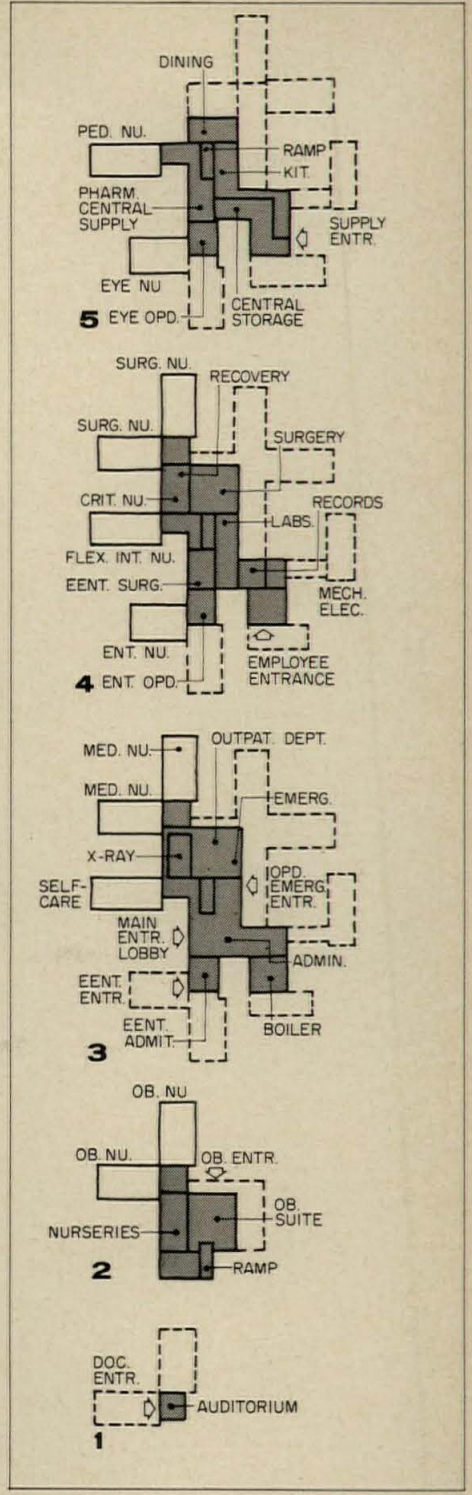 DINING
PED. NU.
RAMP
KIT.
PHARM.
CENTRAL
SUPPLY
SUPPLY
ENTR.
EYE NU
5 EYE OPD.
CENTRAL
STORAGE
SURG. NU.
RECOVERY
SURG. NU.
SURGERY
CRIT. NU.
RECORDS
LABS.
FLEX. INT. NU.
EENT. SURG.
MECH.
ELEC.
ENT. NU.
4 ENT. OPD.
EMPLOYEE
ENTRANCE
OUTPAT. DEPT.
MED. NU.
MED. NU.
EMERG.
X-RAY
SELF-
CARE
OPD.
EMERG.
ENTR.
MAIN
ENTR.
LOBBY
ADMIN.
EENT.
ENTR.
EENT.
ADMIT.
BOILER
3
OB. NU
OB. NU.
OB. ENTR.
OB.
SUITE
NURSERIES
2
RAMP
DOC.
ENTR.
AUDITORIUM
1